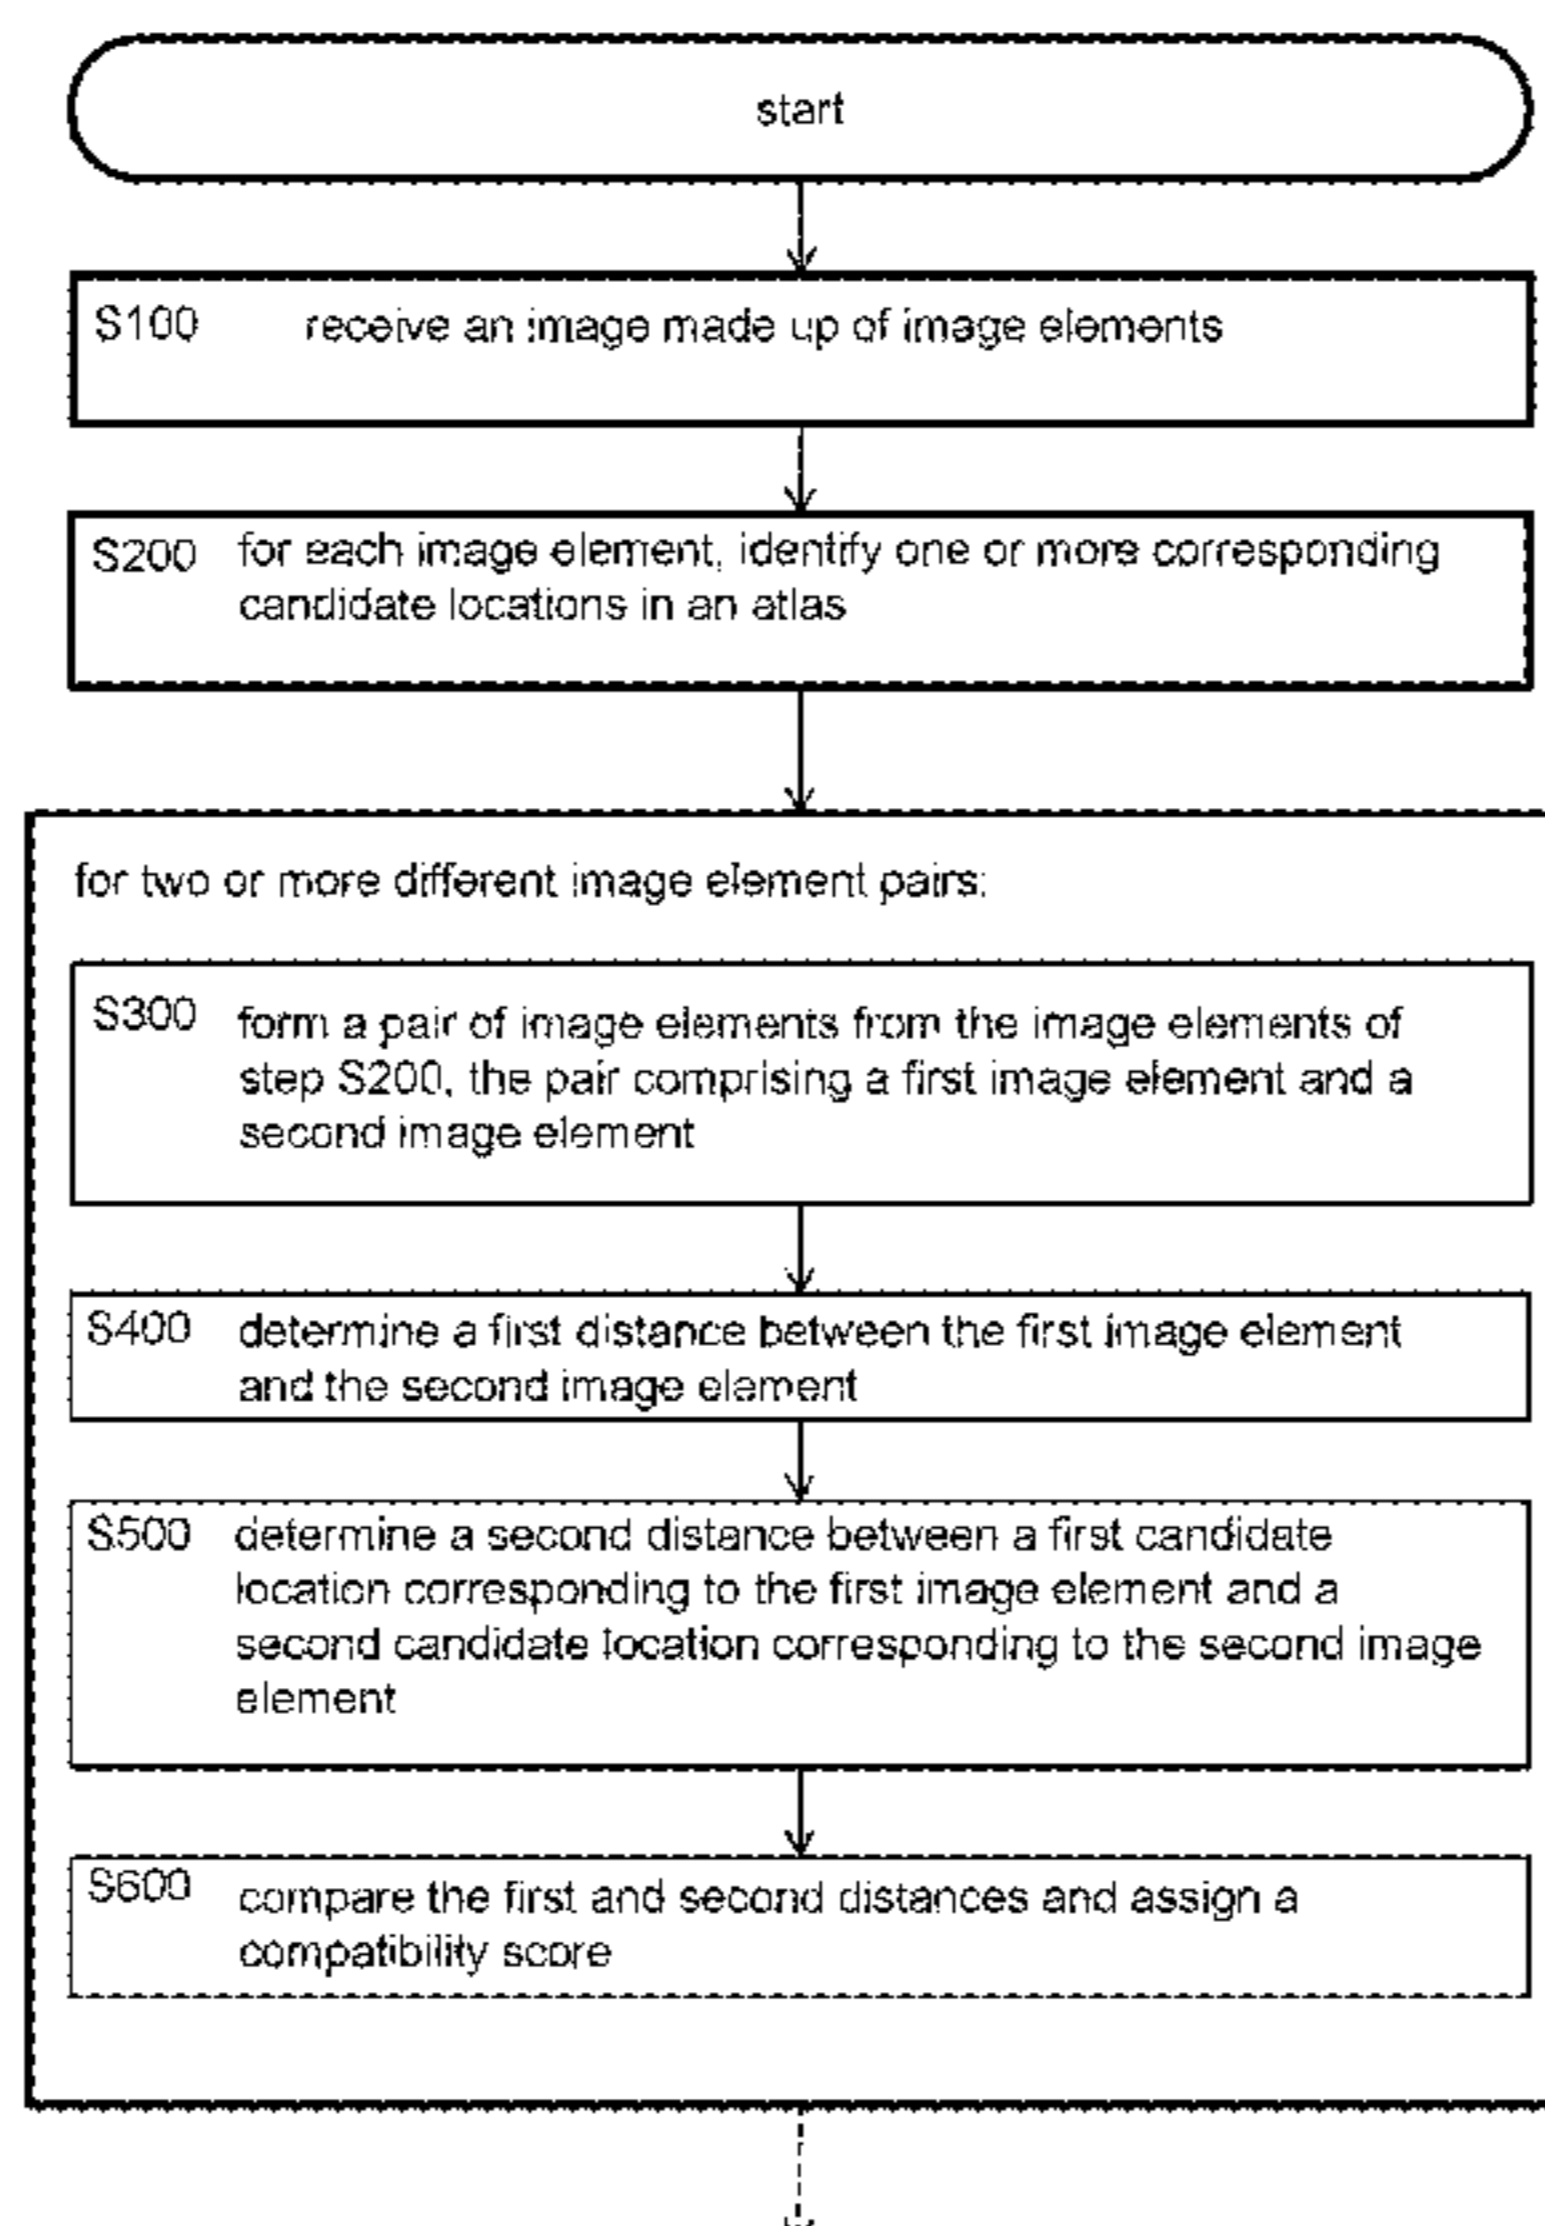 start
S100 receive an image made up of image elements
S200 for each image element, identify one or more corresponding
candidate locations in an atlas
for two or more different image element pairs:
S300 form a pair of image elements from the image elements of
step S200, the pair comprising a first image element and a
second image element
S400 determine a first distance between the first image element
and the second image element
S500 determine a second distance between a first candidate
location corresponding to the first image element and a
second candidate location corresponding to the second image
element
S600 compare the first and second distances and assign a
compatibility score